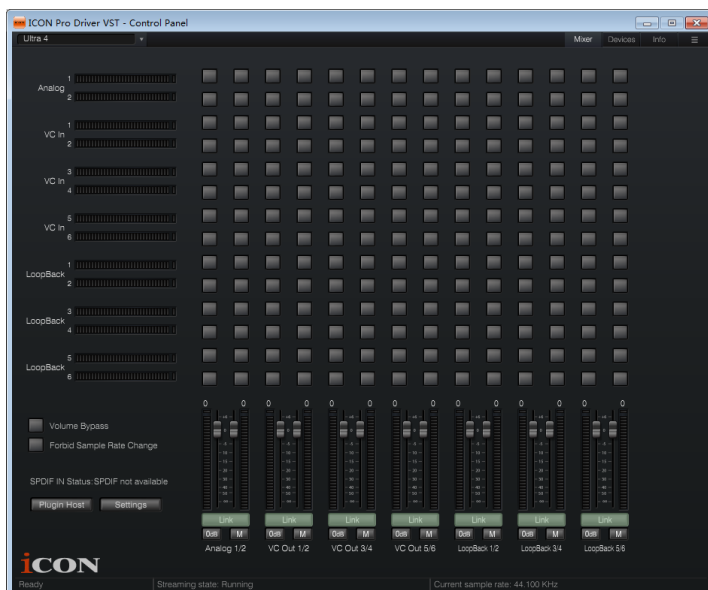 ICON Pro Driver VST - Control Panel
Ultra 4 Mixer Devices Info
1
Analog
2
1
VC In
2
3
VC In
4
5
VC In
6
1
LoopBack
2
3
LoopBack
4
5
LoopBack
6
0 0 0 0 0 0 0 0 0 0 0 0 0 0
Volume Bypass
Forbid Sample Rate Change
SPDIF IN Status: SPDIF not available
Plugin Host Settings
Link Link Link Link Link Link Link
0dB M 0dB M 0dB M 0dB M 0dB M 0dB M 0dB M
Analog 1/2 VC Out 1/2 VC Out 3/4 VC Out 5/6 LoopBack 1/2 LoopBack 3/4 LoopBack 5/6
iCON
Ready Streaming state: Running Current sample rate: 44.100 KHz